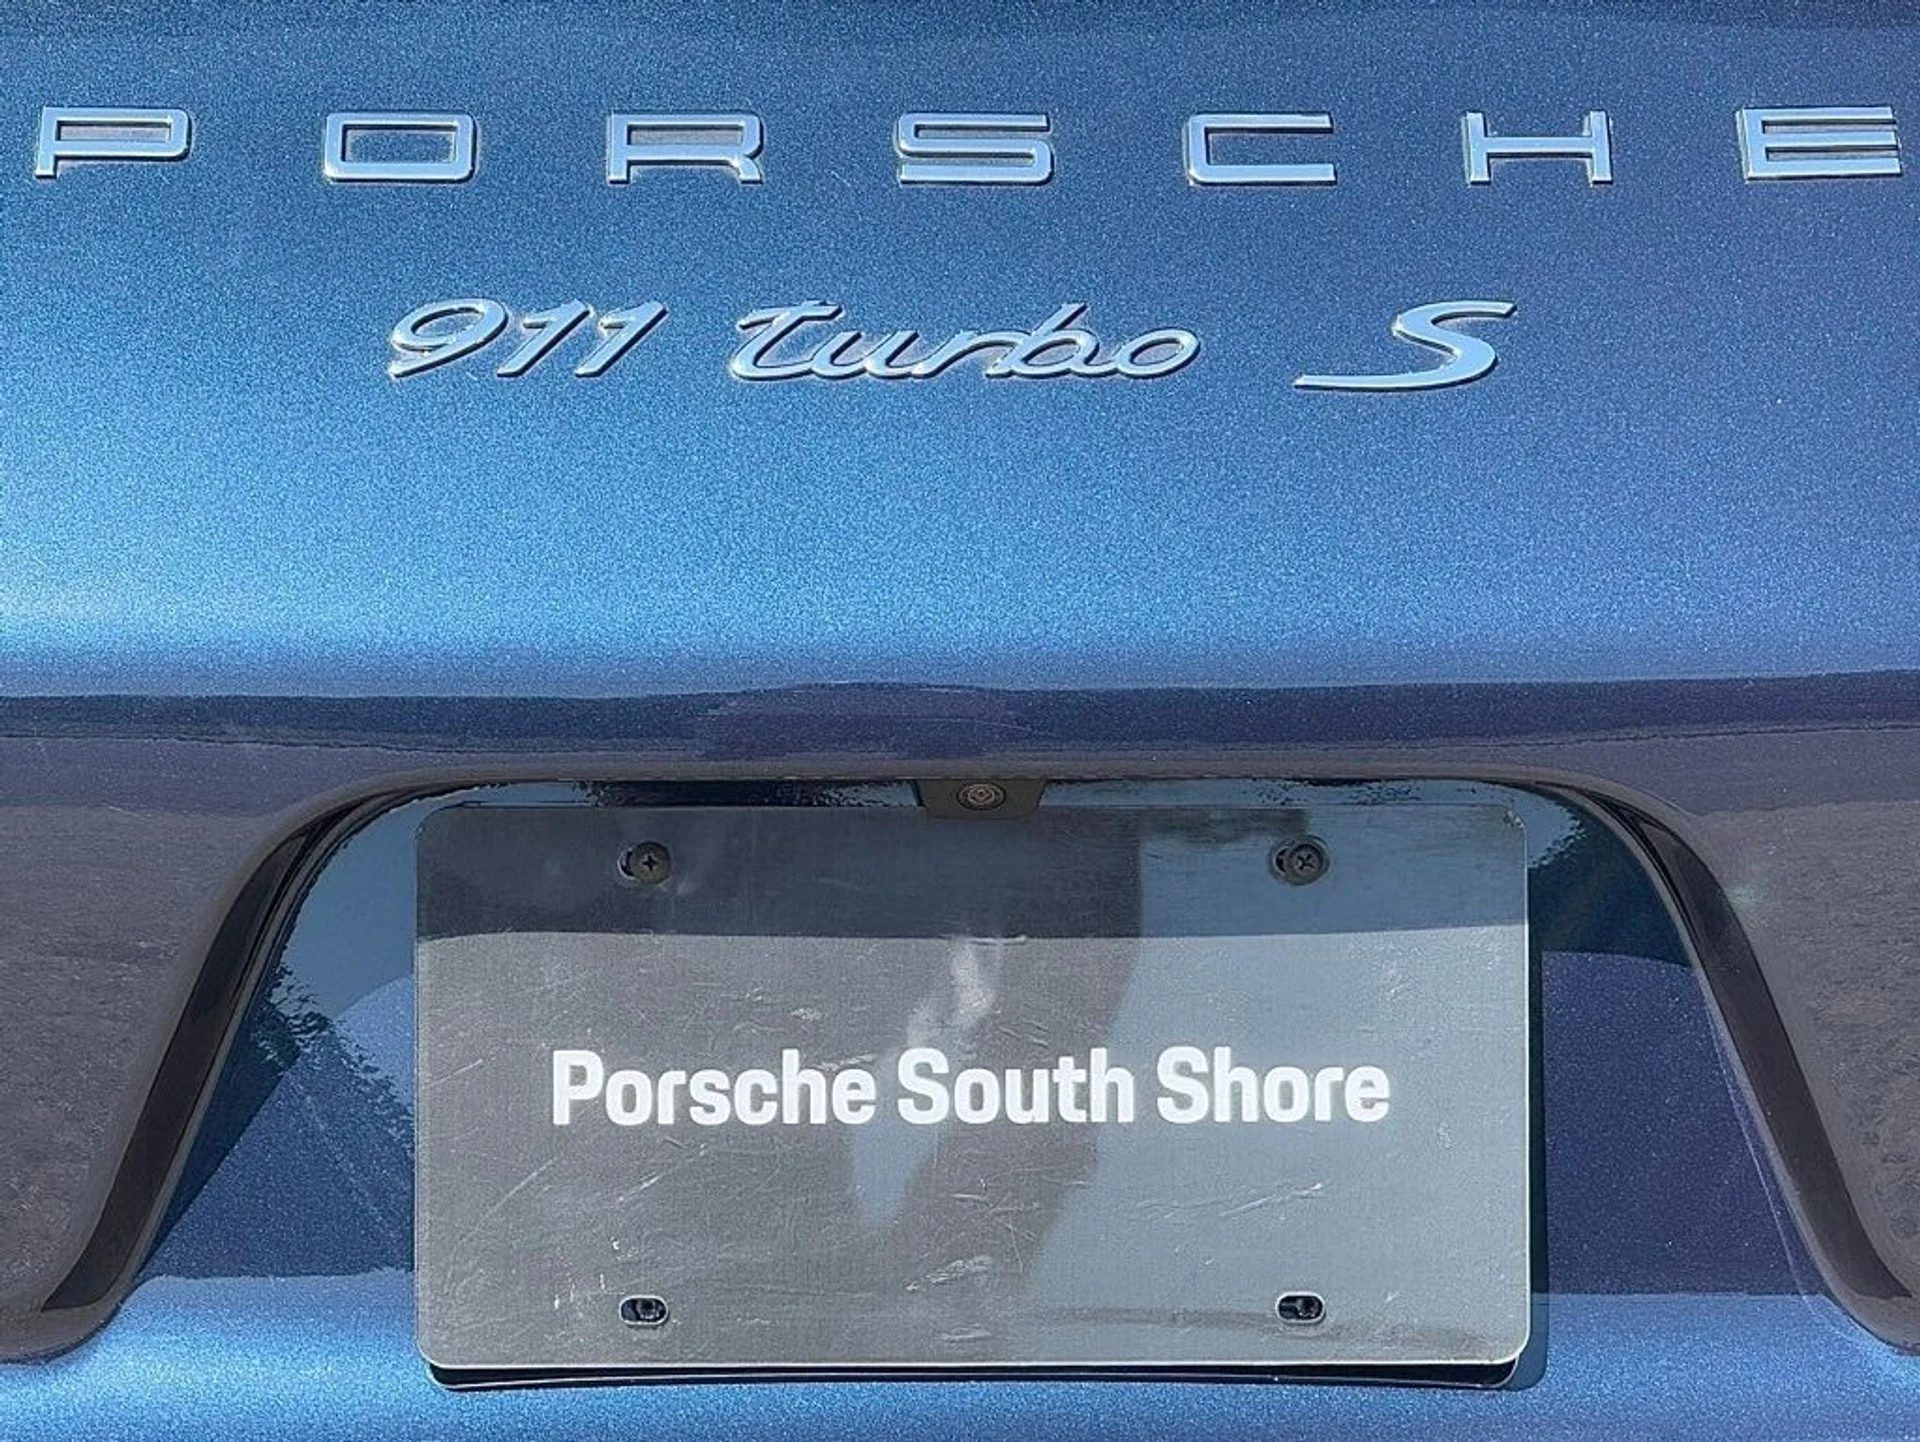 PORSCHE
911 turbo S
Porsche South Shore